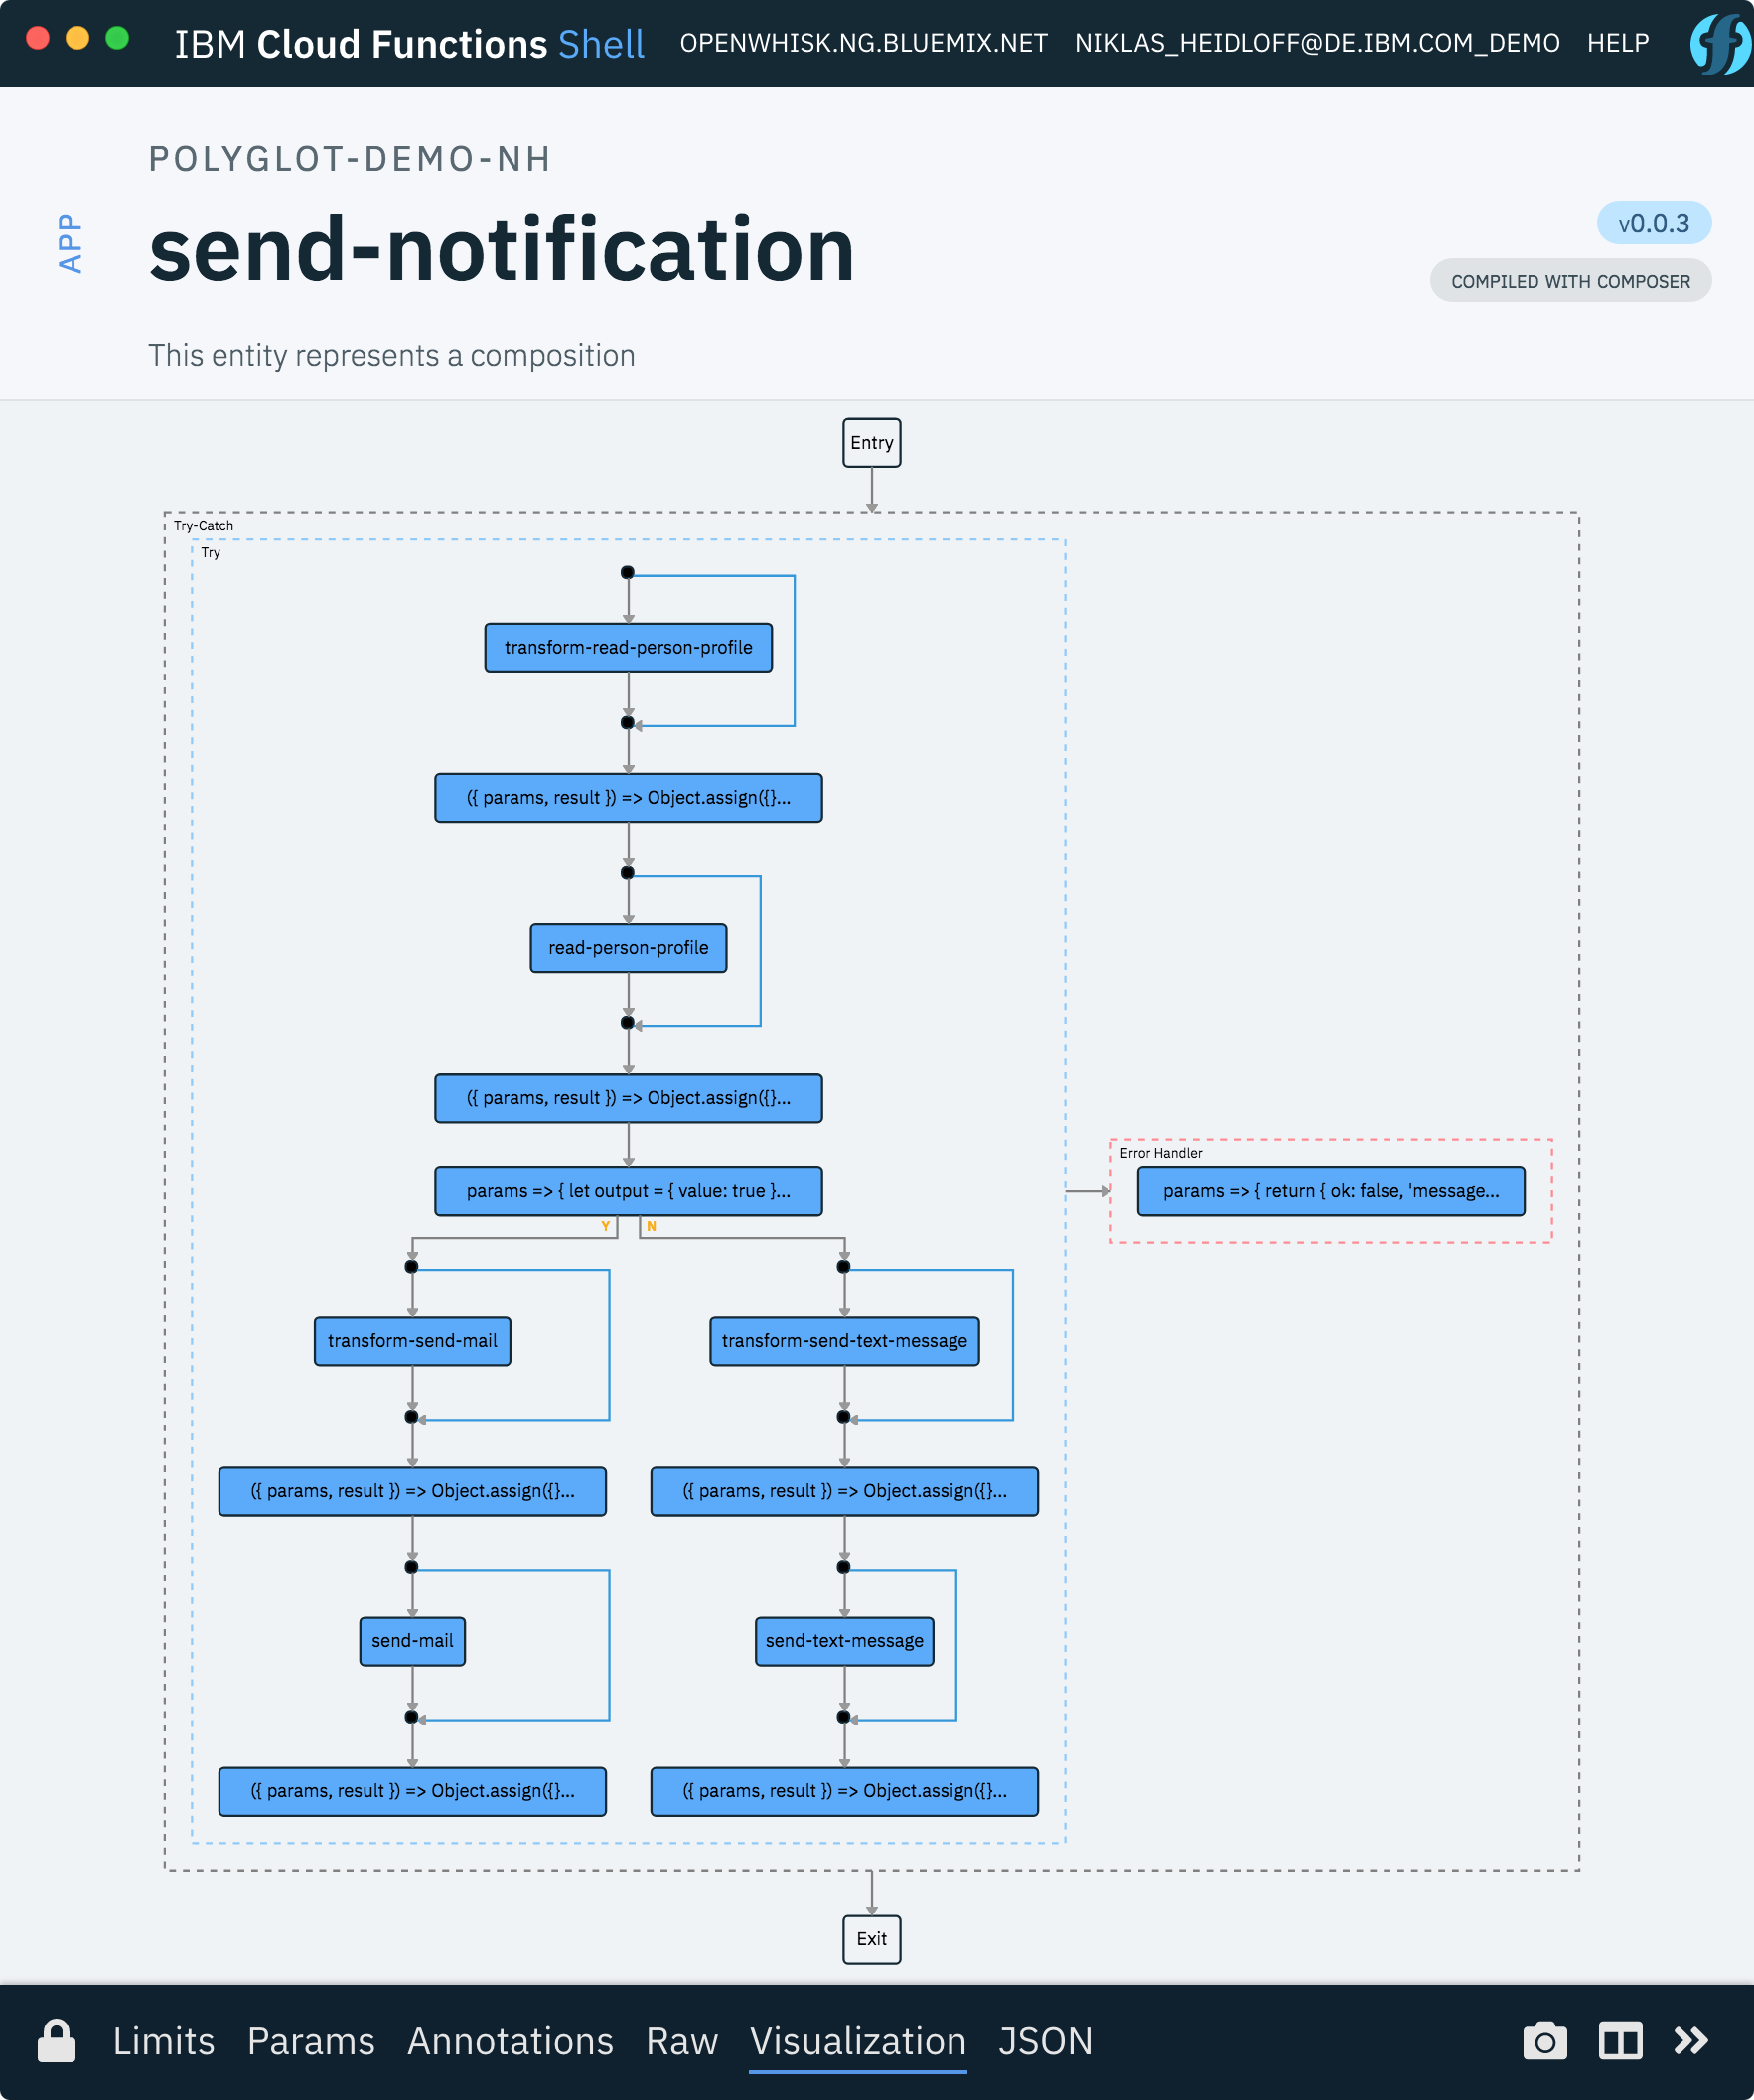 IBM Cloud Functions Shell OPENWHISK.NG.BLUEMIX.NET NIKLAS_HEIDLOFF@DE.IBM.COM_DEMO HELP
POLYGLOT-DEMO-NH
APP
send-notification
v0.0.3
COMPILED WITH COMPOSER
This entity represents a composition
Entry
Try-Catch
Try
transform-read-person-profile
({ params, result }) => Object.assign({}...
read-person-profile
({ params, result }) => Object.assign({}...
Error Handler
params => { let output = { value: true }...
params => { return { ok: false, 'message...
Y N
transform-send-mail
transform-send-text-message
({ params, result }) => Object.assign({}...
({ params, result }) => Object.assign({}...
send-mail
send-text-message
({ params, result }) => Object.assign({}...
({ params, result }) => Object.assign({}...
Exit
Limits Params Annotations Raw Visualization JSON